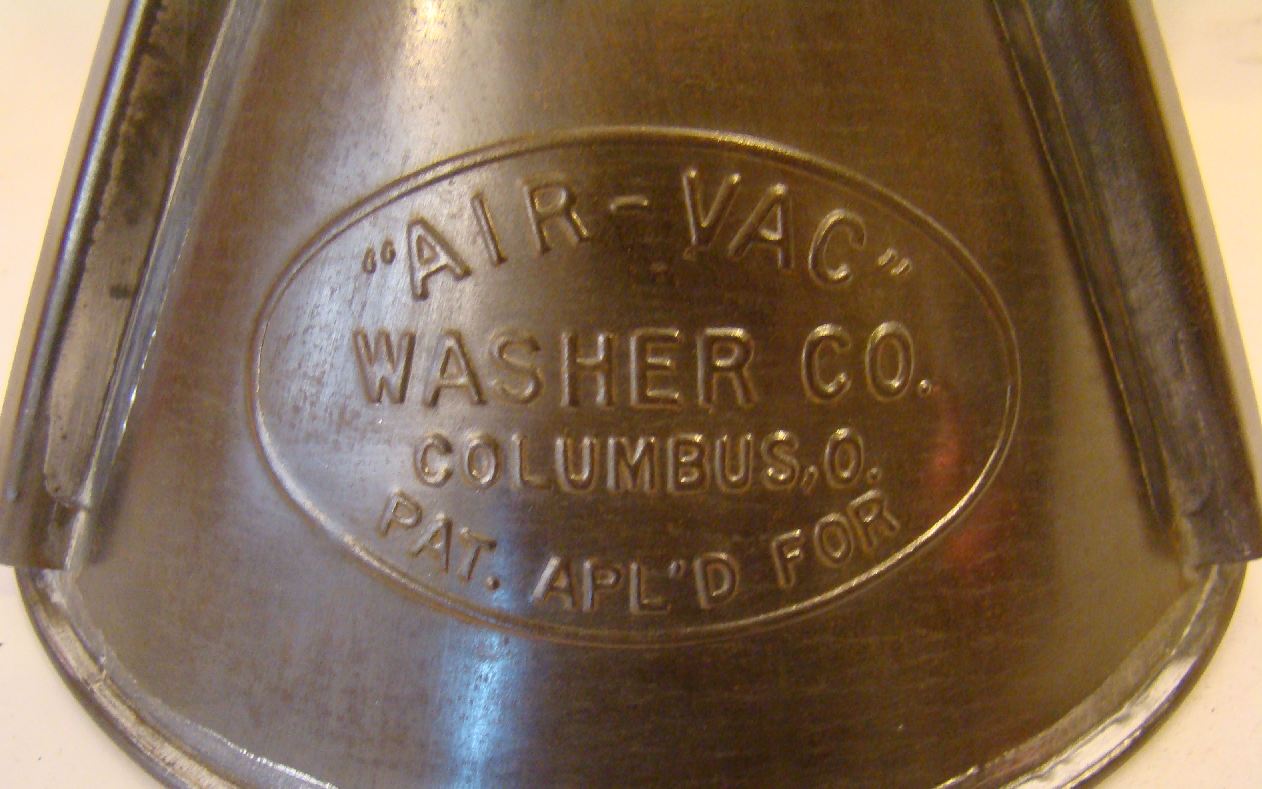 “AIR-VAC”
WASHER CO.
COLUMBUS, O.
PAT. APL'D FOR